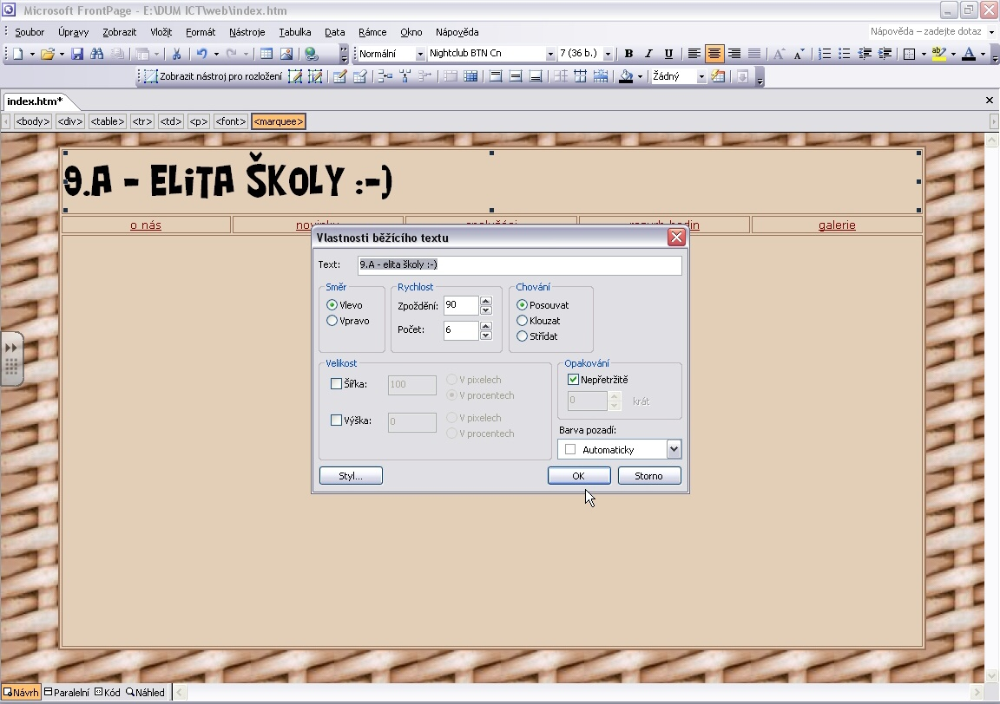 Microsoft FrontPage - E:\DUM ICT\web\index.htm
Soubor Úpravy Zobrazit Vložit Formát Nástroje Tabulka Data Rámce Okno Nápověda Nápověda – zadejte dotaz
Normální Nightclub BTN Cn 7 (36 b.) B I U
Zobrazit nástroj pro rozložení Žádný
index.htm*
<body> <div> <table> <tr> <td> <p> <font> <marquee>
9.A - ELiTA ŠKOLY :-)
o nás galerie
Vlastnosti běžícího textu
Text: 9.A - elita školy :-)
Směr Rychlost Chování
Vlevo Zpoždění: 90 Posouvat
Vpravo Počet: 6 Klouzat
Střídat
Velikost Opakování
Šířka: 100 V pixelech Nepřetržitě
V procentech 0 krát
Výška: 0 V pixelech
V procentech Barva pozadí:
Automaticky
Styl... OK Storno
Návrh Paralelní Kód Náhled